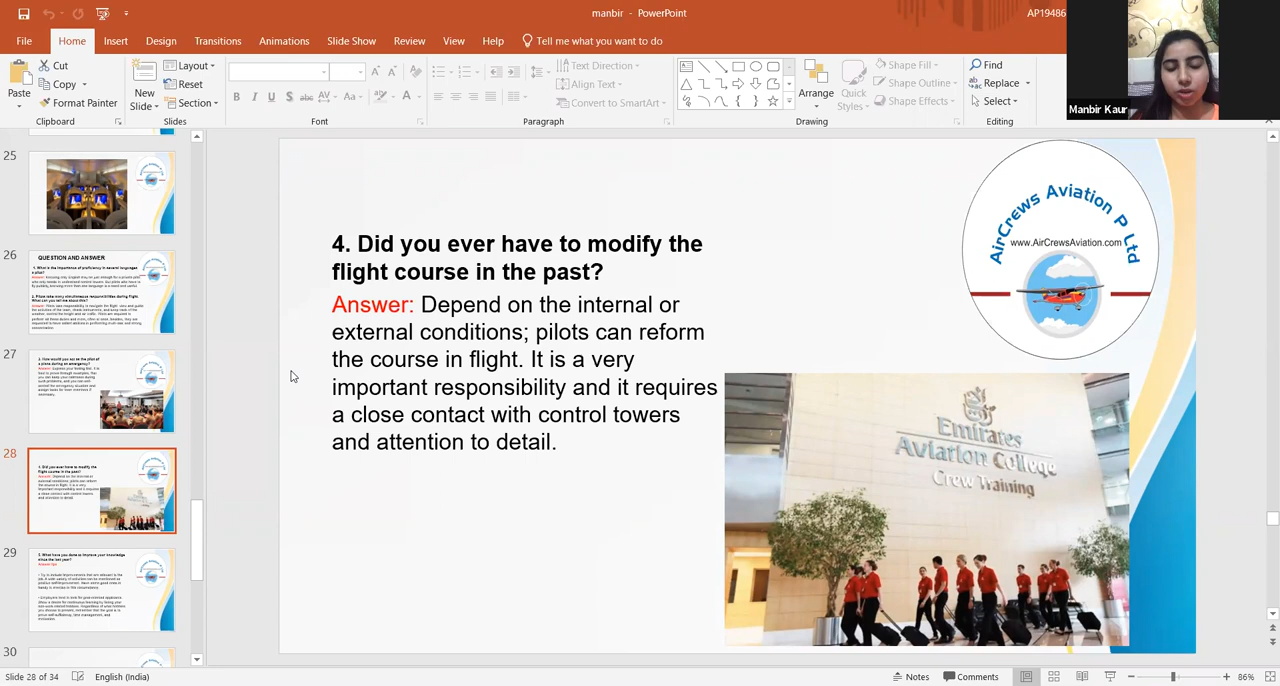 manbir - PowerPoint
AP19486
File Home Insert Design Transitions Animations Slide Show Review View Help Tell me what you want to do
Paste
Cut
Copy
Format Painter
Clipboard
New
Slide
Layout
Reset
Section
Slides
B I U S abc AV Aa A
Font
Text Direction
Align Text
Convert to SmartArt
Paragraph
Arrange
Quick
Styles
Shape Fill
Shape Outline
Shape Effects
Drawing
Find
Replace
Select
Editing
Manbir Kaur
25
26
QUESTION AND ANSWER
27
28
29
30
4. Did you ever have to modify the
flight course in the past?
Answer: Depend on the internal or
external conditions; pilots can reform
the course in flight. It is a very
important responsibility and it requires
a close contact with control towers
and attention to detail.
AirCrews Aviation P Ltd
www.AirCrewsAviation.com
Emirates
Aviation College
Crew Training
Slide 28 of 34
English (India)
Notes
Comments
86%